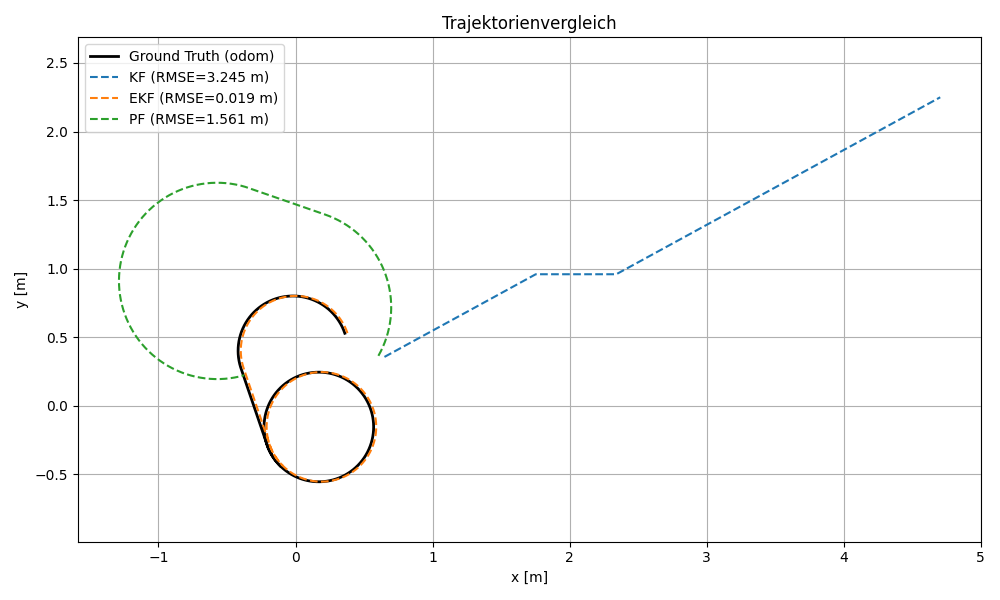 Trajektorienvergleich
Ground Truth (odom)
KF (RMSE=3.245 m)
EKF (RMSE=0.019 m)
PF (RMSE=1.561 m)
y [m]
2.5
2.0
1.5
1.0
0.5
0.0
−0.5
−1
0
1
2
3
4
5
x [m]